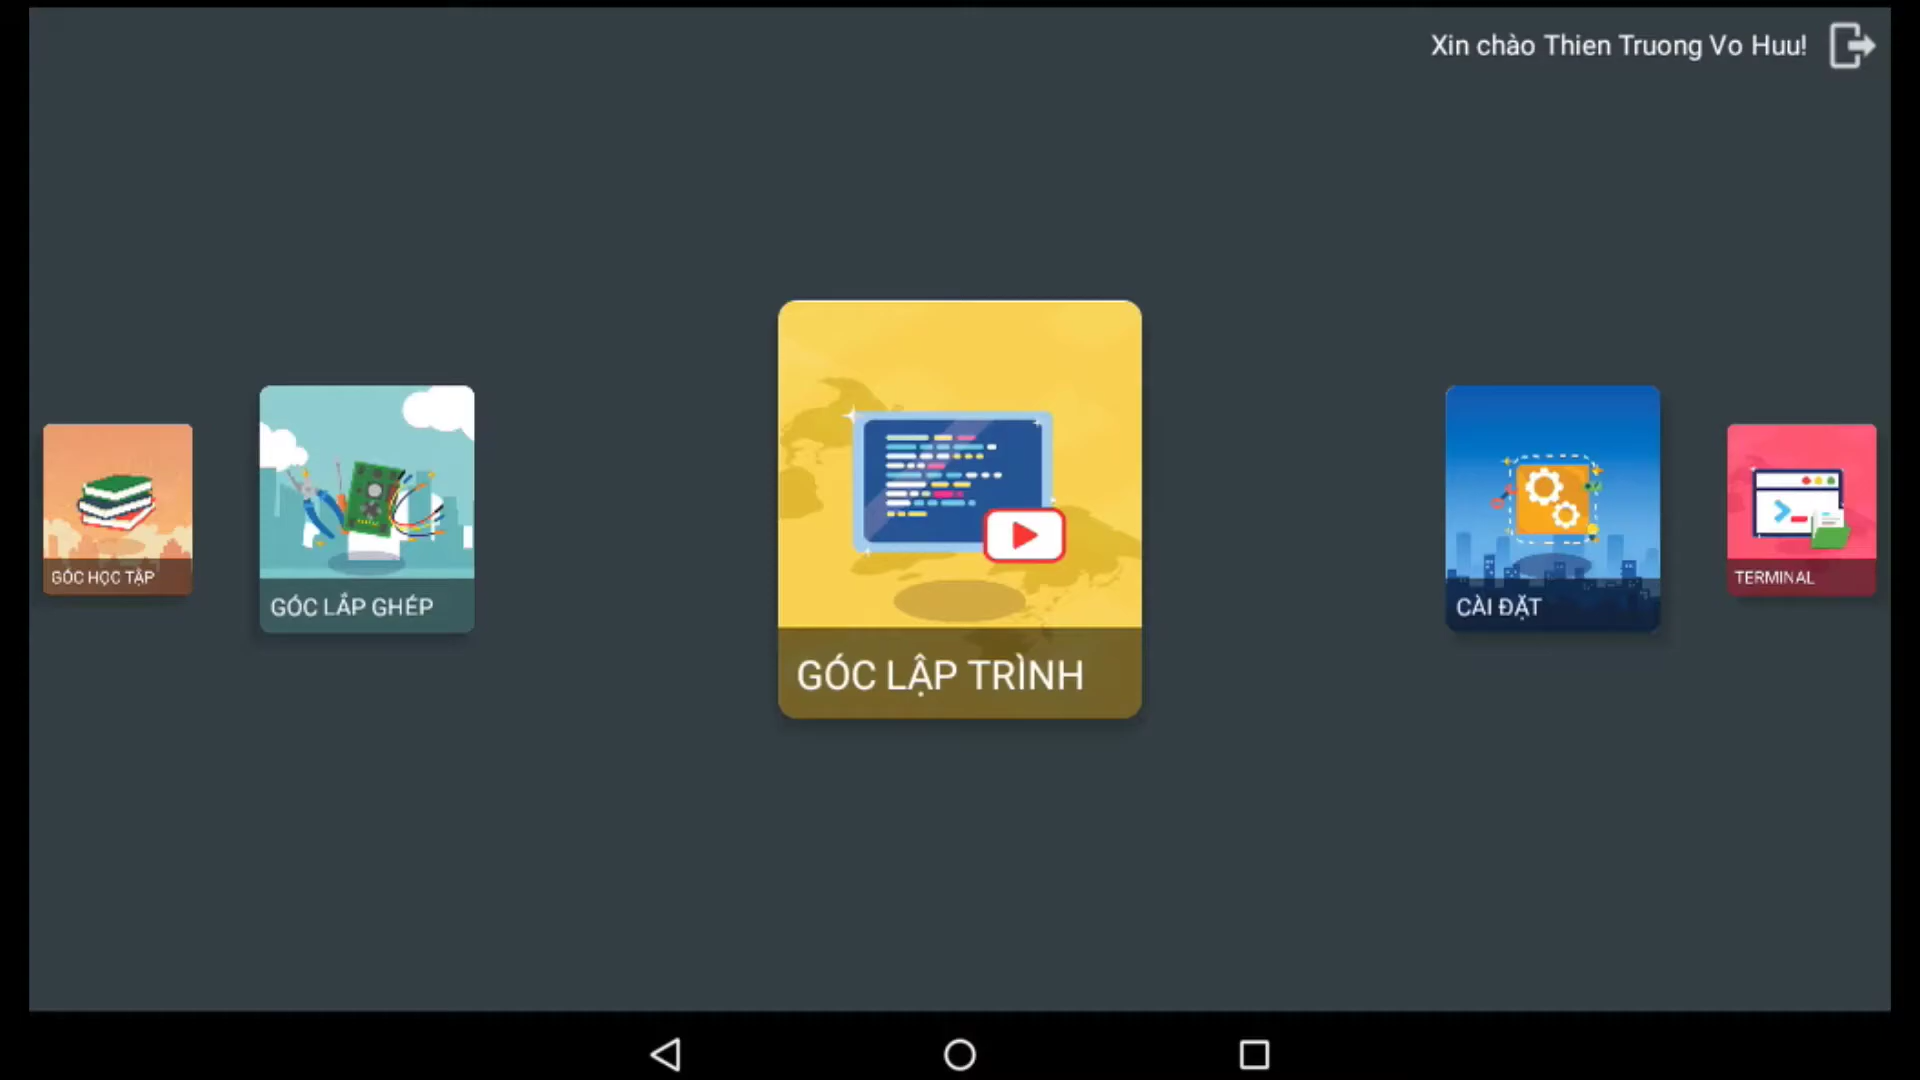 Xin chào Thien Truong Vo Huu!
GÓC HỌC TẬP
GÓC LẮP GHÉP
GÓC LẬP TRÌNH
CÀI ĐẶT
TERMINAL